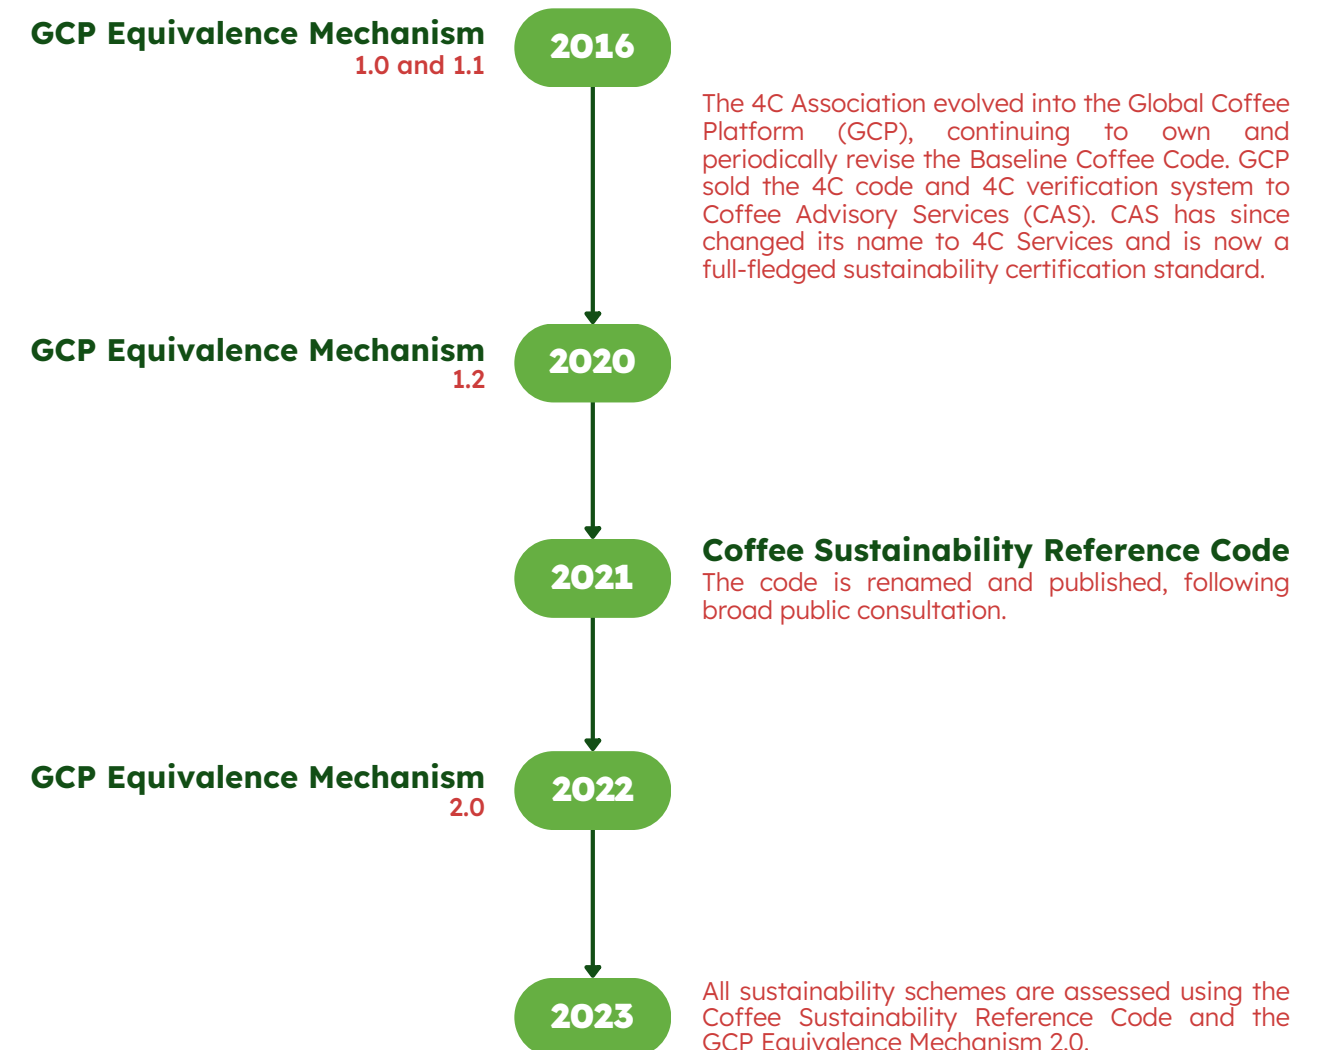 GCP Equivalence Mechanism
1.0 and 1.1
2016
The 4C Association evolved into the Global Coffee
Platform (GCP), continuing to own and
periodically revise the Baseline Coffee Code. GCP
sold the 4C code and 4C verification system to
Coffee Advisory Services (CAS). CAS has since
changed its name to 4C Services and is now a
full-fledged sustainability certification standard.
GCP Equivalence Mechanism
1.2
2020
2021
Coffee Sustainability Reference Code
The code is renamed and published, following
broad public consultation.
GCP Equivalence Mechanism
2.0
2022
2023
All sustainability schemes are assessed using the
Coffee Sustainability Reference Code and the
GCP Equivalence Mechanism 2.0.